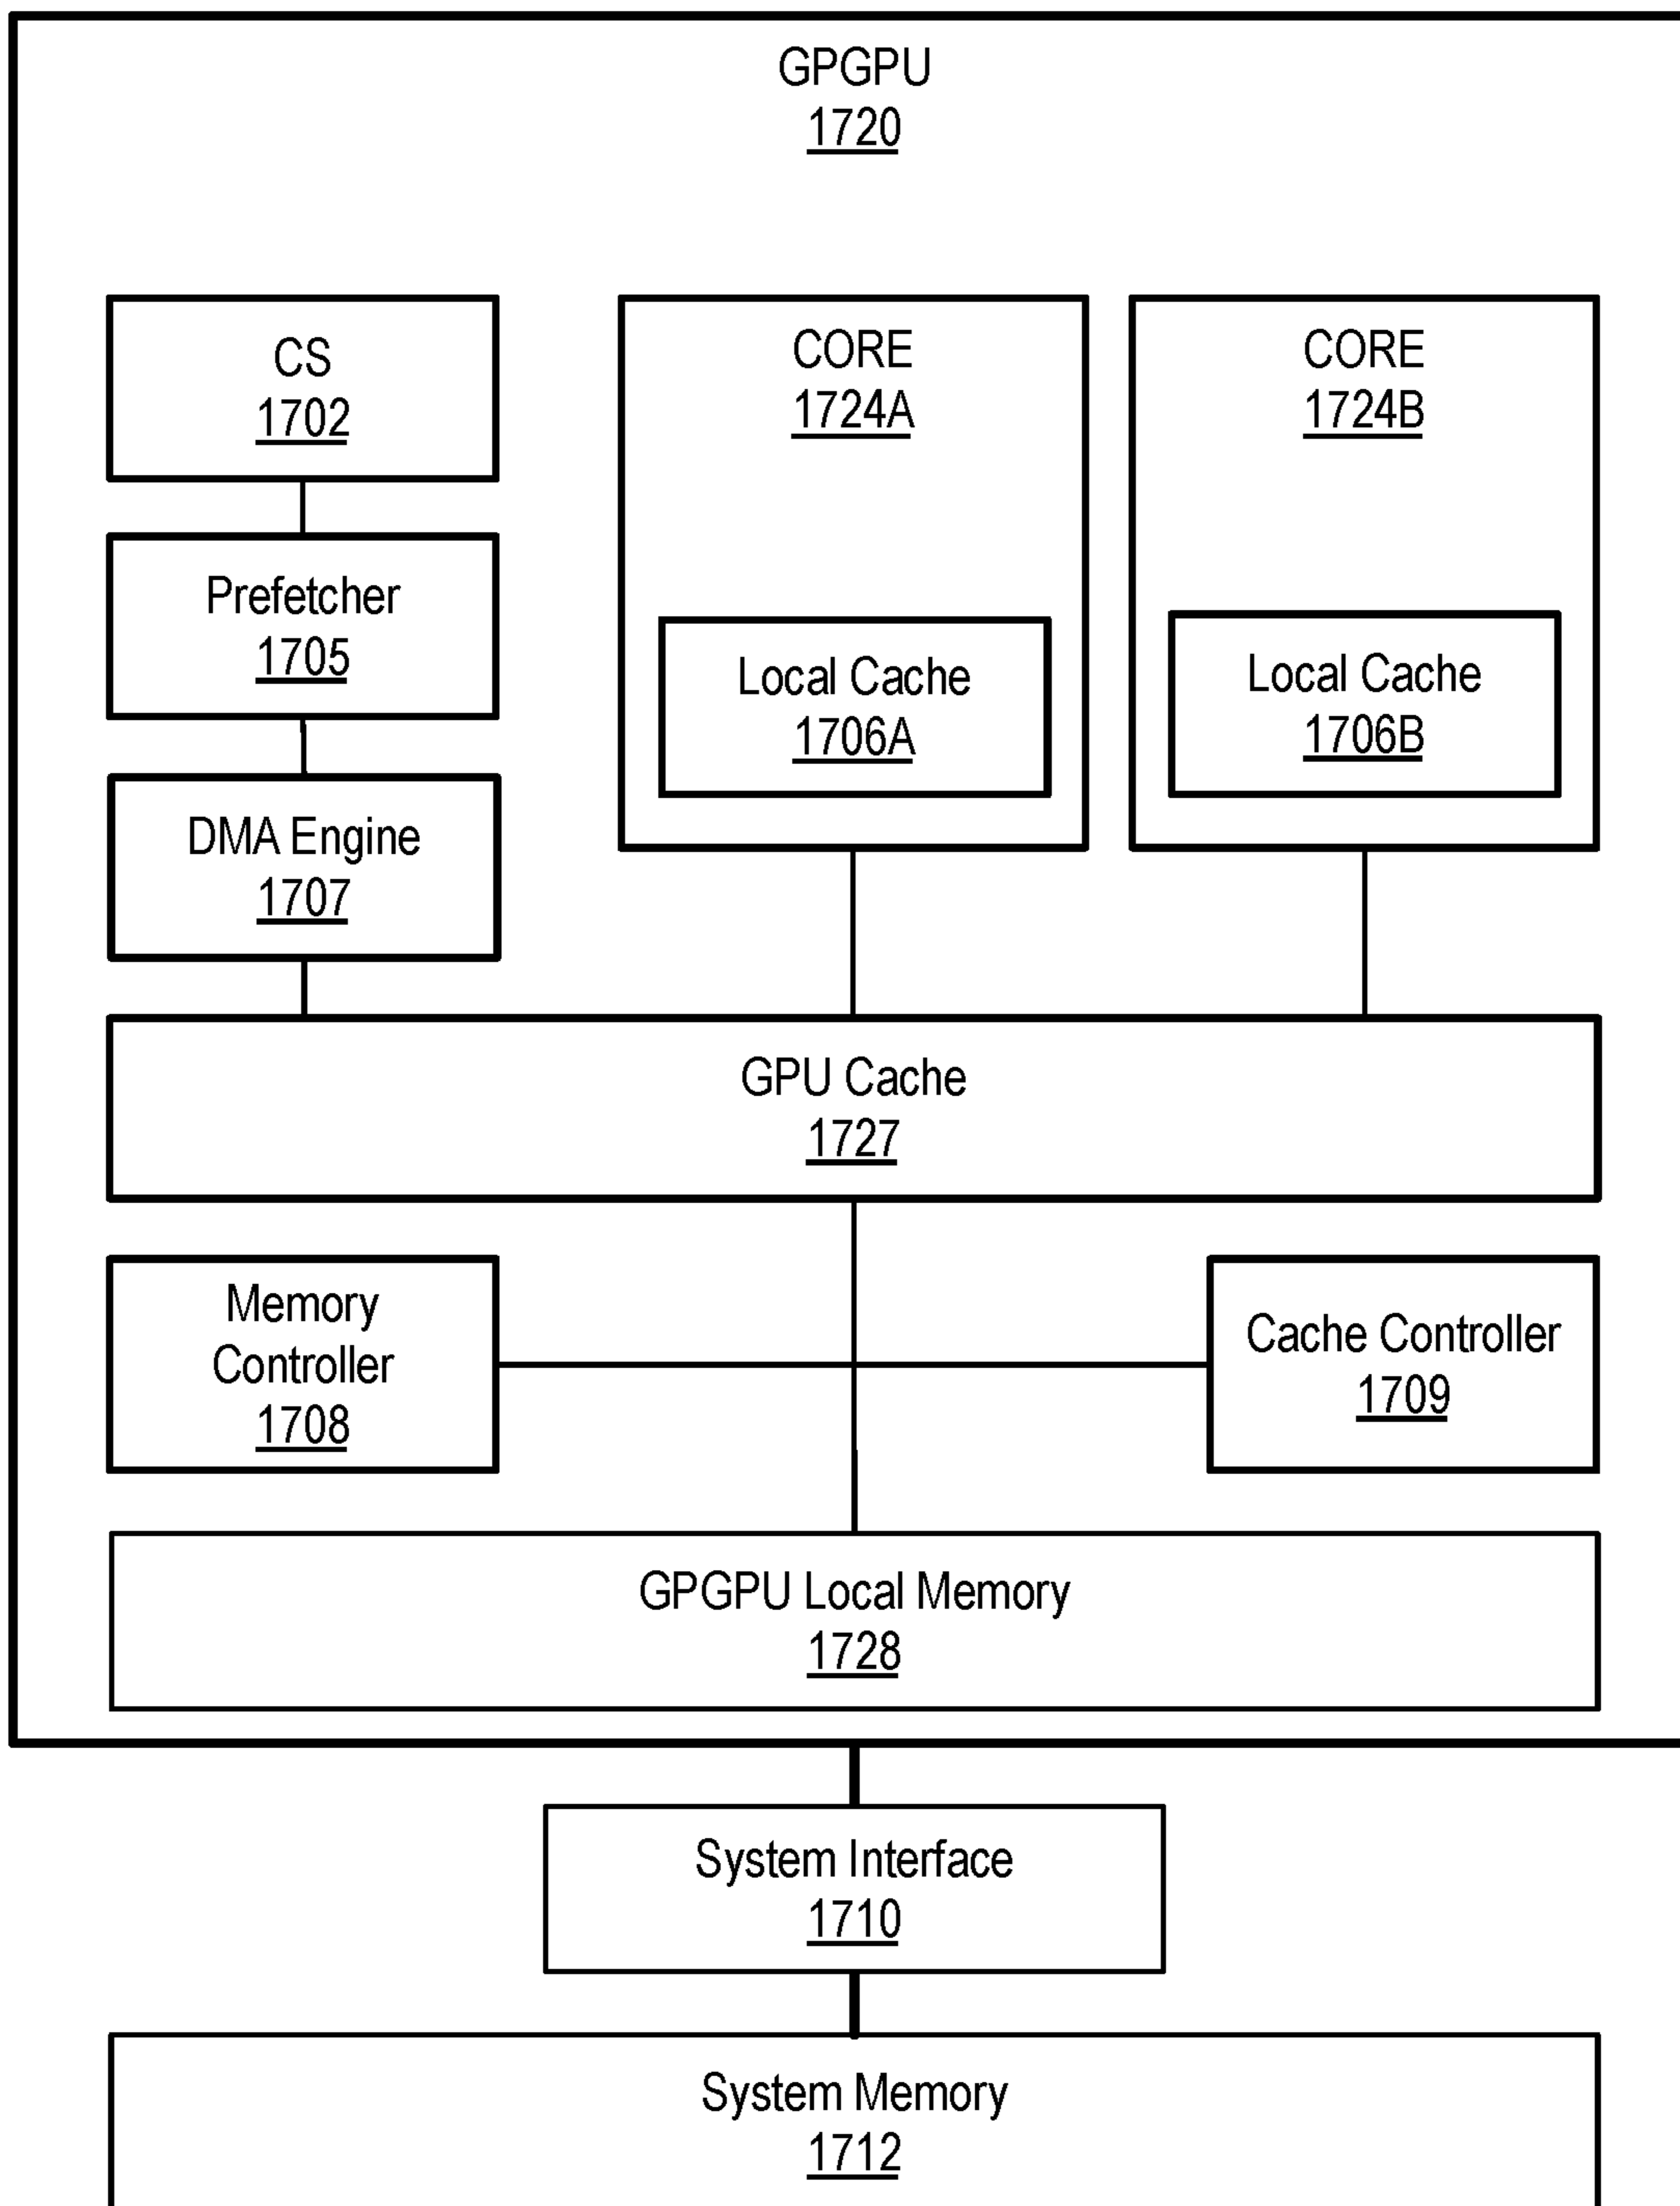 GPGPU
1720
CS
1702
Prefetcher
1705
DMA Engine
1707
CORE
1724A
Local Cache
1706A
CORE
1724B
Local Cache
1706B
GPU Cache
1727
Memory
Controller
1708
Cache Controller
1709
GPGPU Local Memory
1728
System Interface
1710
System Memory
1712